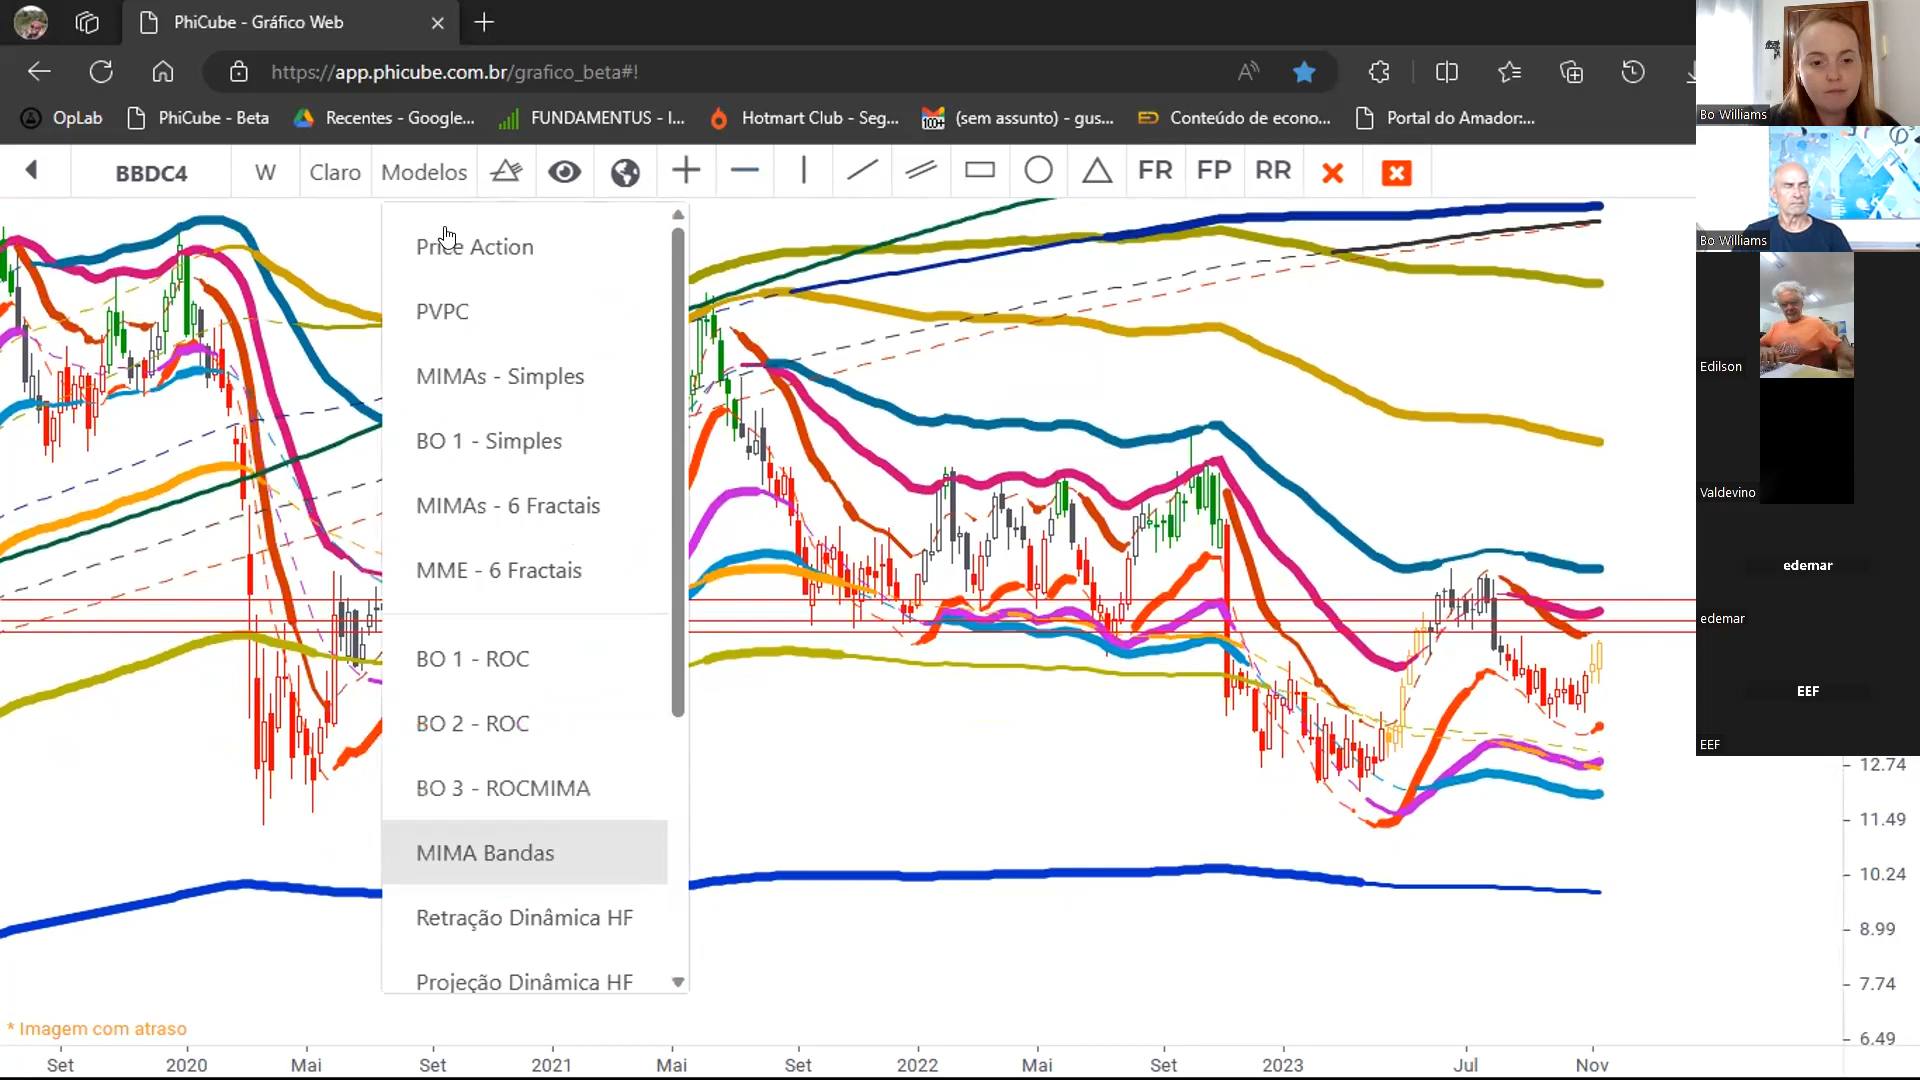 PhiCube - Gráfico Web
https://app.phicube.com.br/grafico_beta#!
OpLab
PhiCube - Beta
Recentes - Google...
FUNDAMENTUS - I...
Hotmart Club - Seg...
100+
(sem assunto) - gus...
Conteúdo de econo...
Portal do Amador:...
BBDC4
W
Claro
Modelos
FR
FP
RR
Price Action
PVPC
MIMAs - Simples
BO 1 - Simples
MIMAs - 6 Fractais
MME - 6 Fractais
BO 1 - ROC
BO 2 - ROC
BO 3 - ROCMIMA
MIMA Bandas
Retração Dinâmica HF
Projeção Dinâmica HF
* Imagem com atraso
Set
2020
Mai
Set
2021
Mai
Set
2022
Mai
Set
2023
Jul
Nov
12.74
11.49
10.24
8.99
7.74
6.49
Bo Williams
Bo Williams
Edilson
Valdevino
edemar
edemar
EEF
EEF